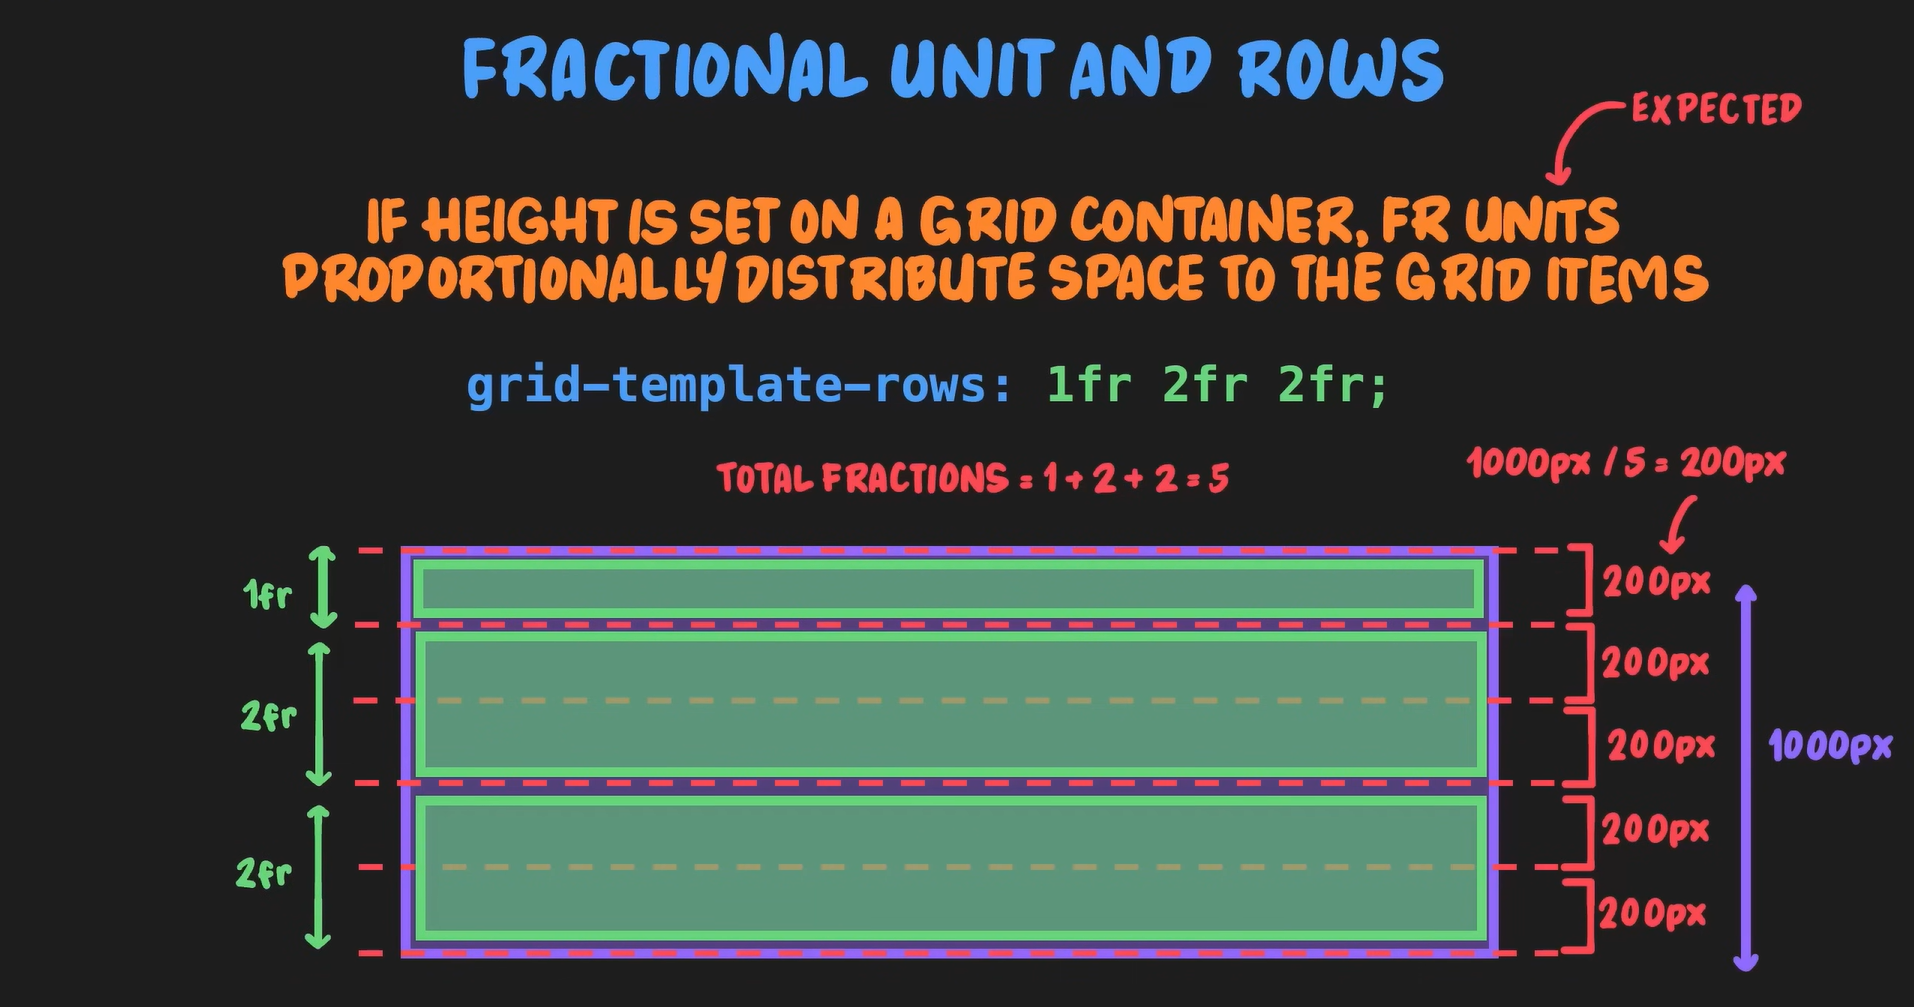 FRACTIONAL UNIT AND ROWS
EXPECTED
IF HEIGHT IS SET ON A GRID CONTAINER, FR UNITS
PROPORTIONALLY DISTRIBUTE SPACE TO THE GRID ITEMS
grid-template-rows: 1fr 2fr 2fr;
TOTAL FRACTIONS = 1 + 2 + 2 = 5
1000px / 5 = 200px
1fr
200px
2fr
200px
200px
1000px
2fr
200px
200px